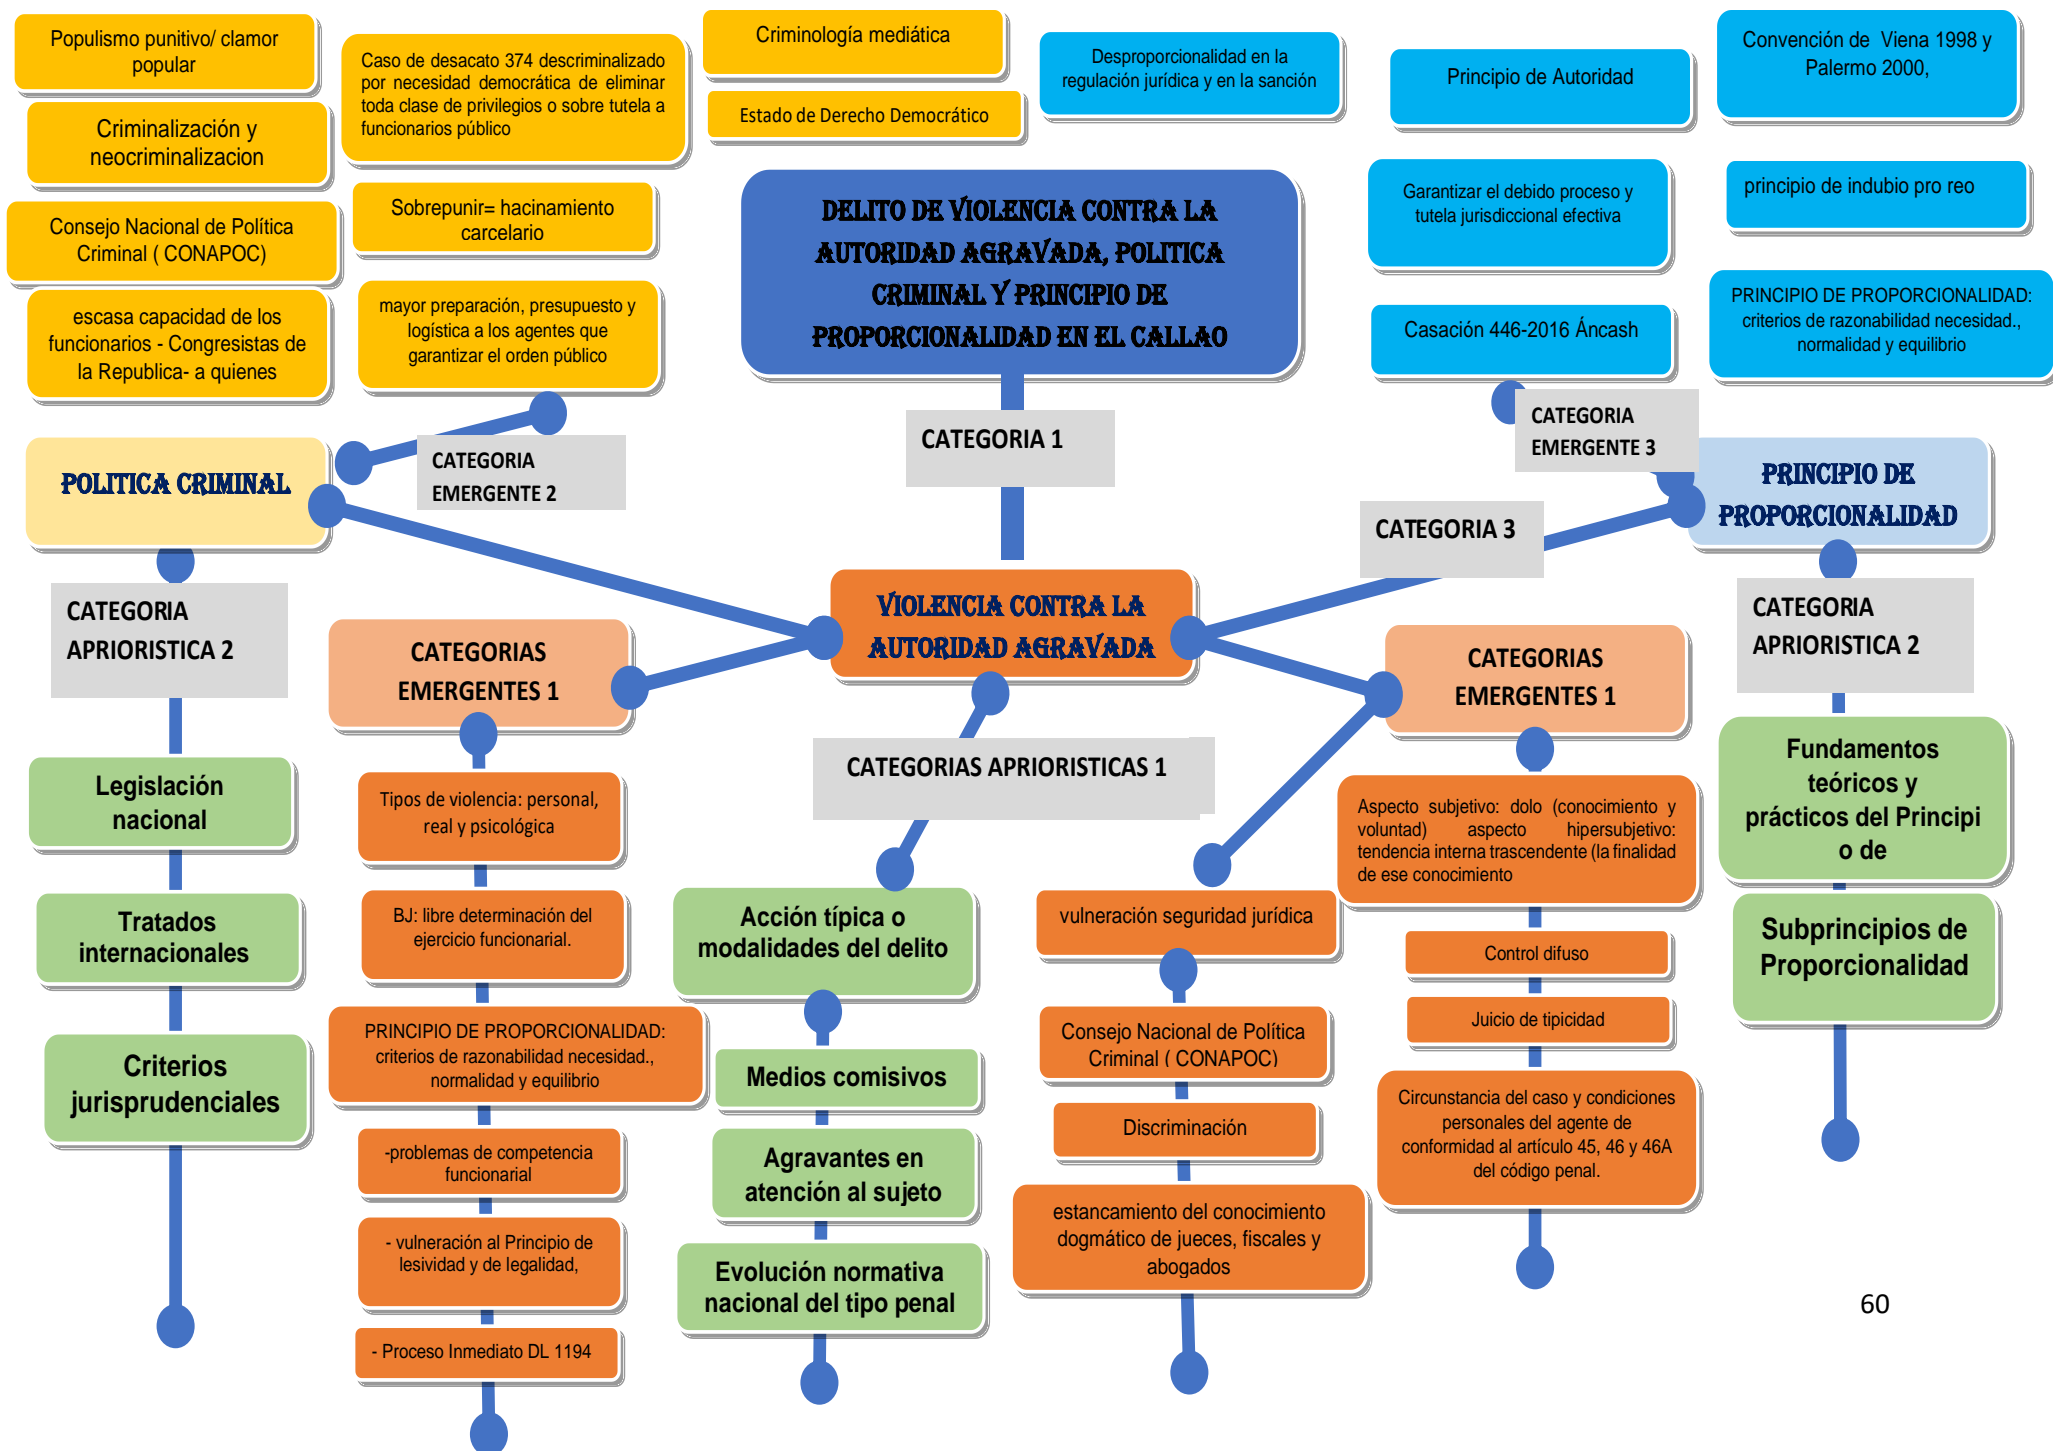 Populismo punitivo/ clamor
popular
Criminalización y
neocriminalizacion
Consejo Nacional de Política
Criminal ( CONAPOC)
escasa capacidad de los
funcionarios - Congresistas de
la Republica- a quienes
Caso de desacato 374 descriminalizado
por necesidad democrática de eliminar
toda clase de privilegios o sobre tutela a
funcionarios público
Sobrepunir= hacinamiento
carcelario
mayor preparación, presupuesto y
logística a los agentes que
garantizar el orden público
Criminología mediática
Estado de Derecho Democrático
Desproporcionalidad en la
regulación jurídica y en la sanción
Principio de Autoridad
Garantizar el debido proceso y
tutela jurisdiccional efectiva
Casación 446-2016 Áncash
Convención de Viena 1998 y
Palermo 2000,
principio de indubio pro reo
PRINCIPIO DE PROPORCIONALIDAD:
criterios de razonabilidad necesidad.,
normalidad y equilibrio
DELITO DE VIOLENCIA CONTRA LA
AUTORIDAD AGRAVADA, POLITICA
CRIMINAL Y PRINCIPIO DE
PROPORCIONALIDAD EN EL CALLAO
CATEGORIA 1
CATEGORIA
EMERGENTE 2
CATEGORIA
EMERGENTE 3
POLITICA CRIMINAL
CATEGORIA 3
PRINCIPIO DE
PROPORCIONALIDAD
VIOLENCIA CONTRA LA
AUTORIDAD AGRAVADA
CATEGORIA
APRIORISTICA 2
Legislación
nacional
Tratados
internacionales
Criterios
jurisprudenciales
CATEGORIAS
EMERGENTES 1
Tipos de violencia: personal,
real y psicológica
BJ: libre determinación del
ejercicio funcionarial.
PRINCIPIO DE PROPORCIONALIDAD:
criterios de razonabilidad necesidad.,
normalidad y equilibrio
-problemas de competencia
funcionarial
- vulneración al Principio de
lesividad y de legalidad,
- Proceso Inmediato DL 1194
CATEGORIAS APRIORISTICAS 1
Acción típica o
modalidades del delito
Medios comisivos
Agravantes en
atención al sujeto
Evolución normativa
nacional del tipo penal
vulneración seguridad jurídica
Consejo Nacional de Política
Criminal ( CONAPOC)
Discriminación
estancamiento del conocimiento
dogmático de jueces, fiscales y
abogados
CATEGORIAS
EMERGENTES 1
Aspecto subjetivo: dolo (conocimiento y
voluntad) aspecto hipersubjetivo:
tendencia interna trascendente (la finalidad
de ese conocimiento
Control difuso
Juicio de tipicidad
Circunstancia del caso y condiciones
personales del agente de
conformidad al artículo 45, 46 y 46A
del código penal.
CATEGORIA
APRIORISTICA 2
Fundamentos
teóricos y
prácticos del Principi
o de
Subprincipios de
Proporcionalidad
60